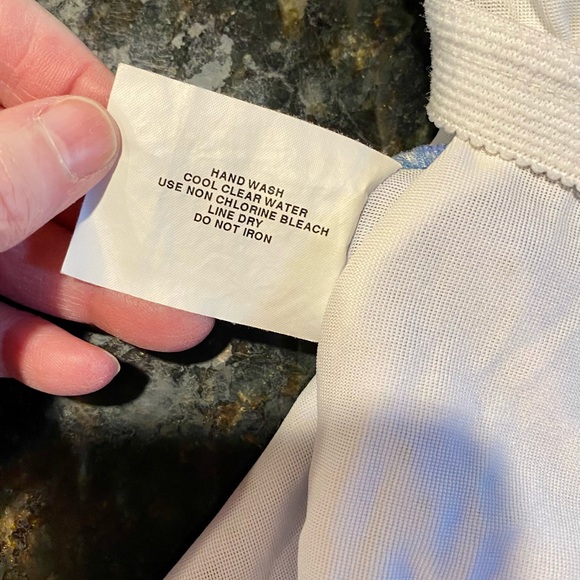 HAND WASH
COOL CLEAR WATER
USE NON CHLORINE BLEACH
LINE DRY
DO NOT IRON